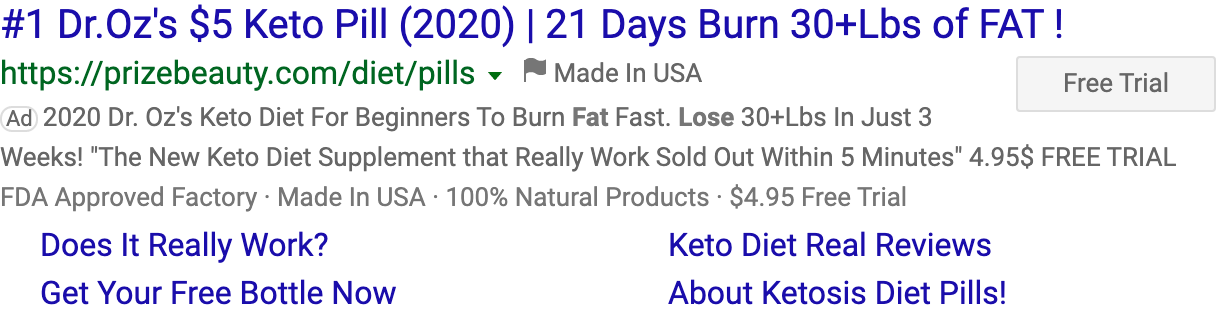 #1 Dr.Oz's $5 Keto Pill (2020) | 21 Days Burn 30+Lbs of FAT !
https://prizebeauty.com/diet/pills Made In USA
Free Trial
Ad 2020 Dr. Oz's Keto Diet For Beginners To Burn Fat Fast. Lose 30+Lbs In Just 3
Weeks! "The New Keto Diet Supplement that Really Work Sold Out Within 5 Minutes" 4.95$ FREE TRIAL
FDA Approved Factory · Made In USA · 100% Natural Products · $4.95 Free Trial
Does It Really Work?
Keto Diet Real Reviews
Get Your Free Bottle Now
About Ketosis Diet Pills!